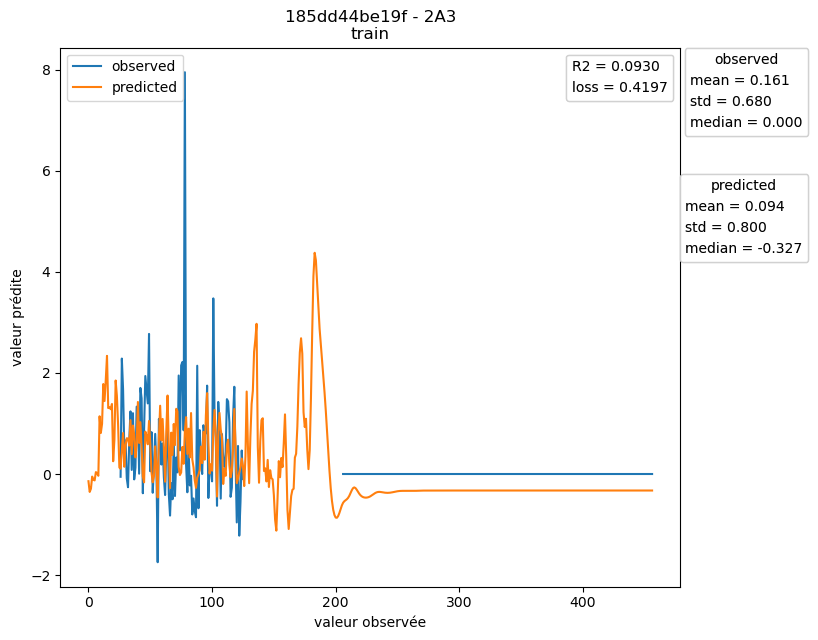 185dd44be19f - 2A3
train
observed
predicted
R2 = 0.0930
loss = 0.4197
observed
mean = 0.161
std = 0.680
median = 0.000
predicted
mean = 0.094
std = 0.800
median = -0.327
valeur prédite
8
6
4
2
0
−2
0
100
200
300
400
valeur observée